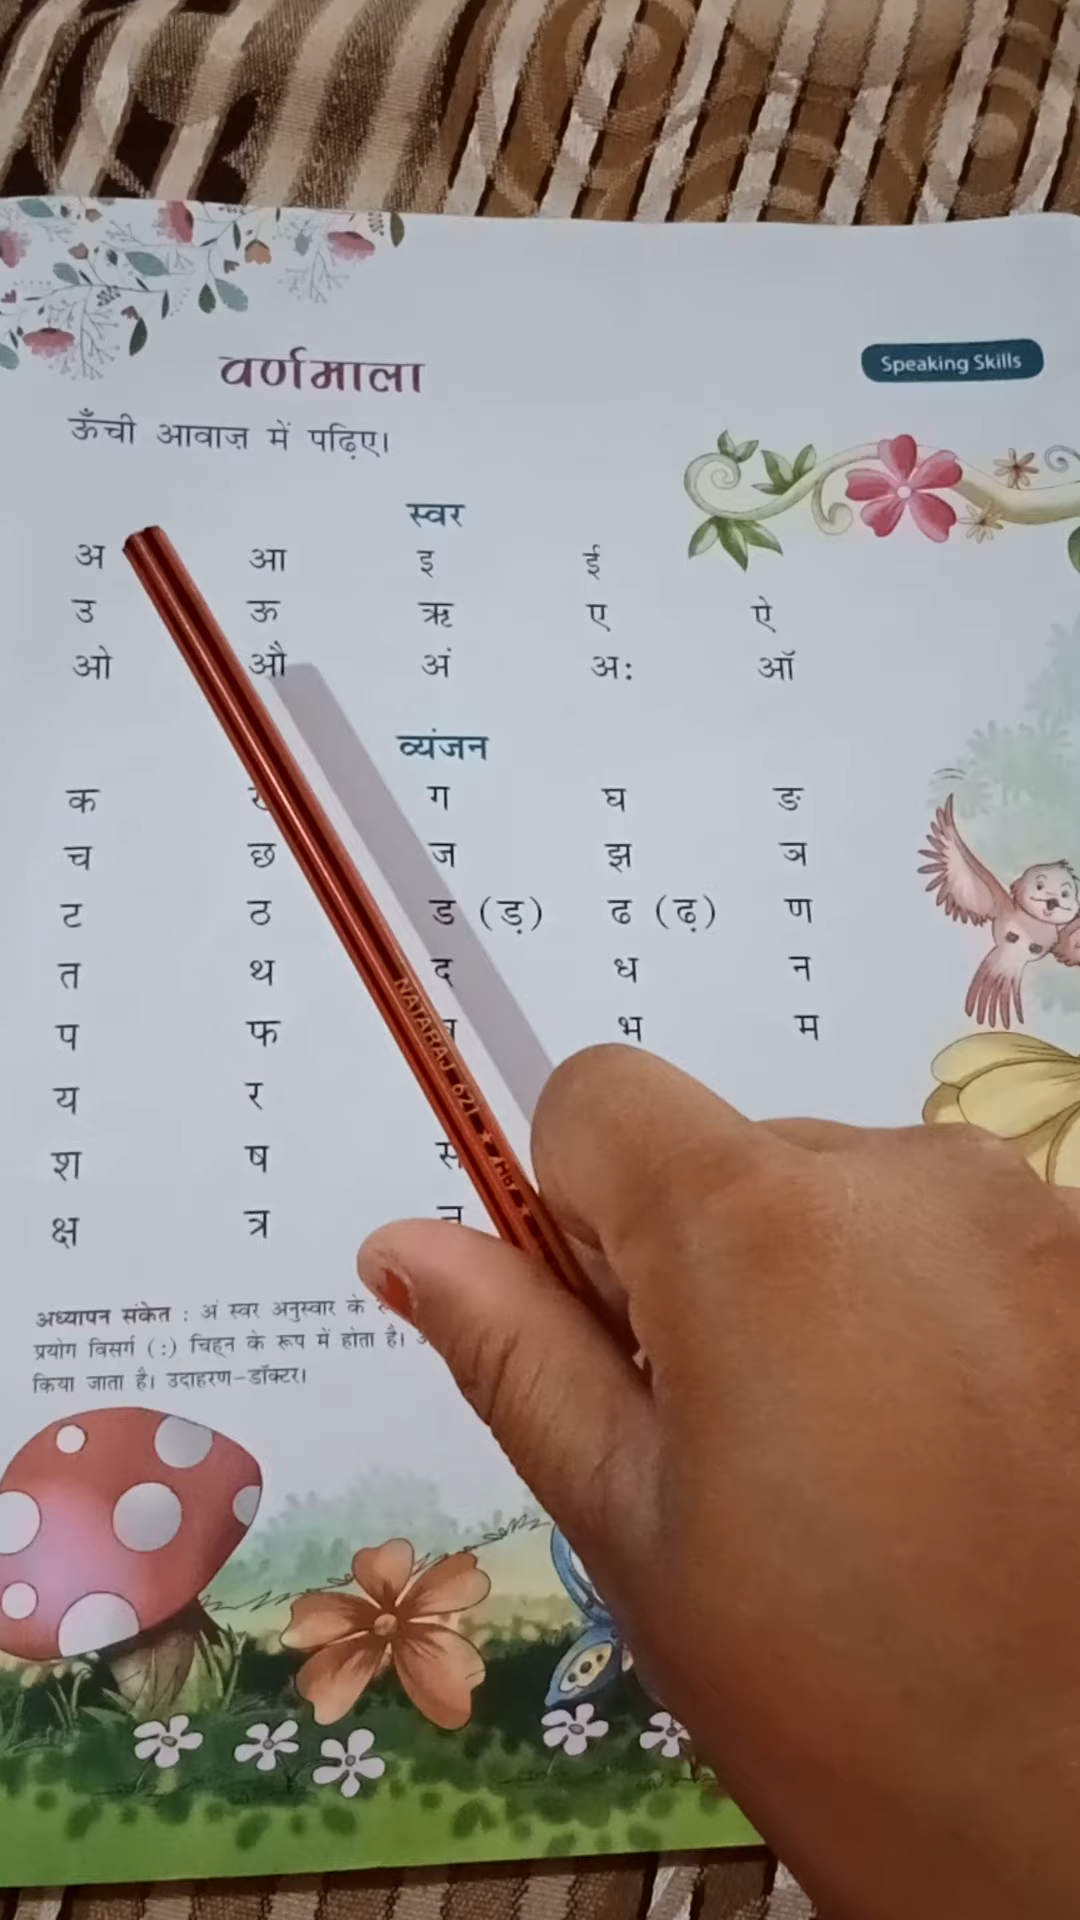 वर्णमाला
Speaking Skills
ऊँची आवाज़ में पढ़िए।
स्वर
अ आ इ ई
उ ऊ ऋ ए ऐ
ओ औ अं अः ऑ
व्यंजन
क ग घ ङ
च छ ज झ ञ
ट ठ ड (ड़) ढ (ढ़) ण
त थ द ध न
प फ भ म
य र
श ष स
क्ष त्र
अध्यापन संकेत : अं स्वर अनुस्वार के
प्रयोग विसर्ग (:) चिह्न के रूप में होता है।
किया जाता है। उदाहरण-डॉक्टर।
NATARAJ 621 ★ HB ★